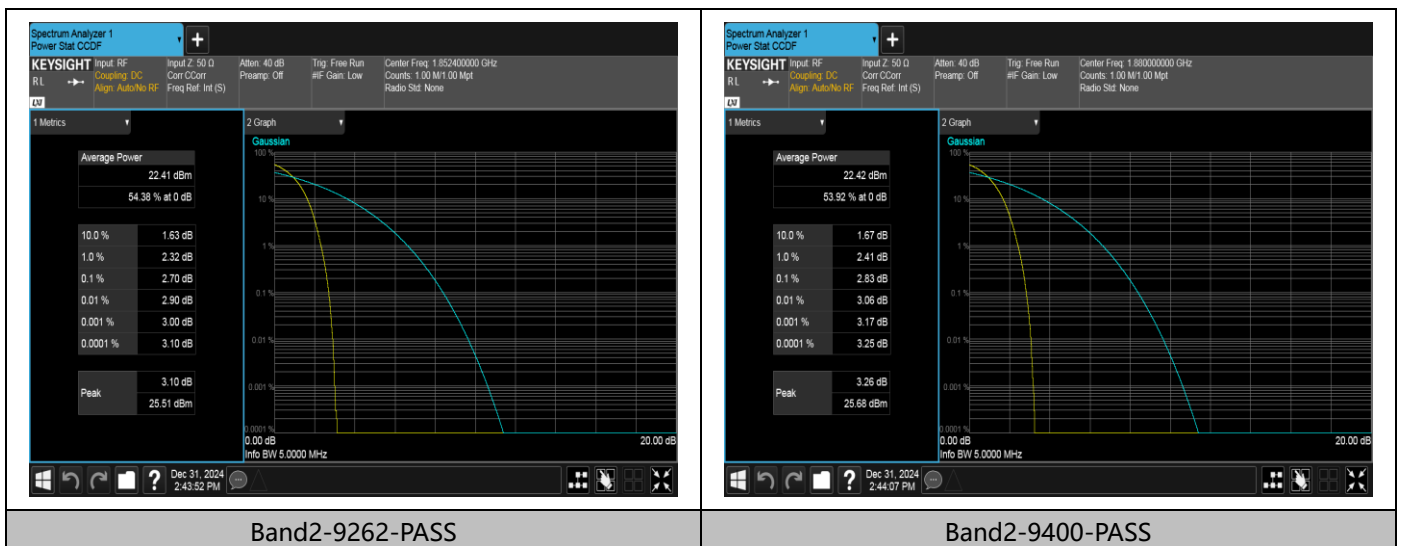 Spectrum Analyzer 1
Power Stat CCDF
+
KEYSIGHT Input: RF Input Z: 50 Ω Atten: 40 dB Trig: Free Run Center Freq: 1.852400000 GHz
RL Coupling: DC Corr CCorr Preamp: Off #IF Gain: Low Counts: 1.00 M/1.00 Mpt
Align: Auto/No RF Freq Ref: Int (S) Radio Std: None
LXI
1 Metrics
2 Graph
Average Power
22.41 dBm
54.38 % at 0 dB
10.0 % 1.63 dB
1.0 % 2.32 dB
0.1 % 2.70 dB
0.01 % 2.90 dB
0.001 % 3.00 dB
0.0001 % 3.10 dB
Peak 3.10 dB
25.51 dBm
Gaussian
100 %
10 %
1 %
0.1 %
0.01 %
0.001 %
0.0001 %
0.00 dB 20.00 dB
Info BW 5.0000 MHz
? Dec 31, 2024
2:43:52 PM
Band2-9262-PASS
Spectrum Analyzer 1
Power Stat CCDF
+
KEYSIGHT Input: RF Input Z: 50 Ω Atten: 40 dB Trig: Free Run Center Freq: 1.880000000 GHz
RL Coupling: DC Corr CCorr Preamp: Off #IF Gain: Low Counts: 1.00 M/1.00 Mpt
Align: Auto/No RF Freq Ref: Int (S) Radio Std: None
LXI
1 Metrics
2 Graph
Average Power
22.42 dBm
53.92 % at 0 dB
10.0 % 1.67 dB
1.0 % 2.41 dB
0.1 % 2.83 dB
0.01 % 3.06 dB
0.001 % 3.17 dB
0.0001 % 3.25 dB
Peak 3.26 dB
25.68 dBm
Gaussian
100 %
10 %
1 %
0.1 %
0.01 %
0.001 %
0.0001 %
0.00 dB 20.00 dB
Info BW 5.0000 MHz
? Dec 31, 2024
2:44:07 PM
Band2-9400-PASS